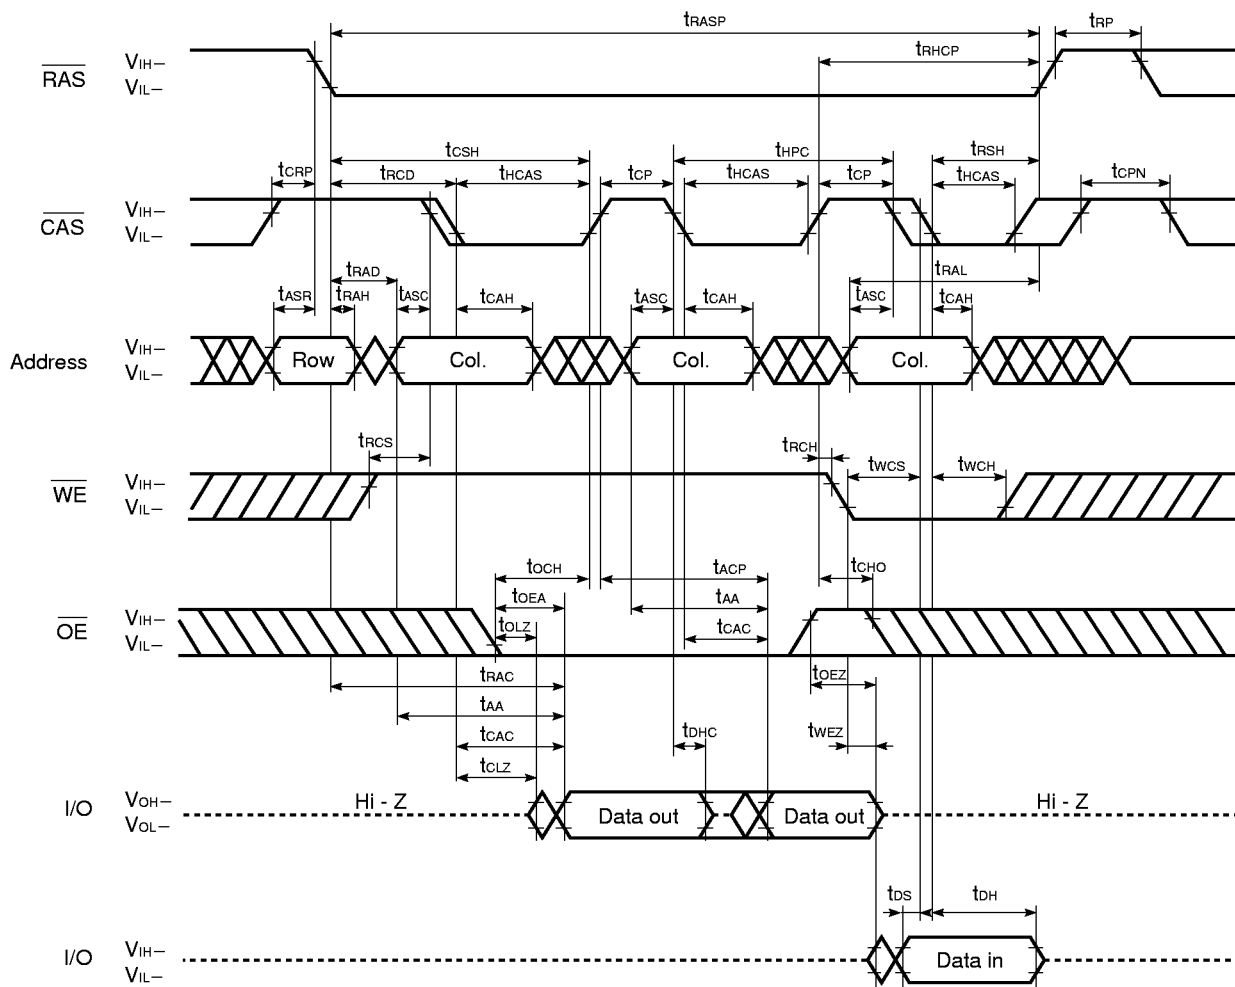 tRASP
tRP
tRHCP
RAS
VIH–
VIL–
tCSH
tHPC
tRSH
tCRP
tRCD
tHCAS
tCP
tHCAS
tCP
tHCAS
tCPN
CAS
VIH–
VIL–
tRAD
tRAL
tASR
tRAH
tASC
tCAH
tASC
tCAH
tASC
tCAH
Address
VIH–
VIL–
Row
Col.
Col.
Col.
tRCS
tRCH
tWCS
tWCH
WE
VIH–
VIL–
tOCH
tACP
tCHO
tOEA
tAA
tOLZ
tCAC
OE
VIH–
VIL–
tRAC
tOEZ
tAA
tCAC
tDHC
tWEZ
tCLZ
I/O
VOH–
VOL–
Hi - Z
Data out
Data out
Hi - Z
tDS
tDH
I/O
VIH–
VIL–
Data in